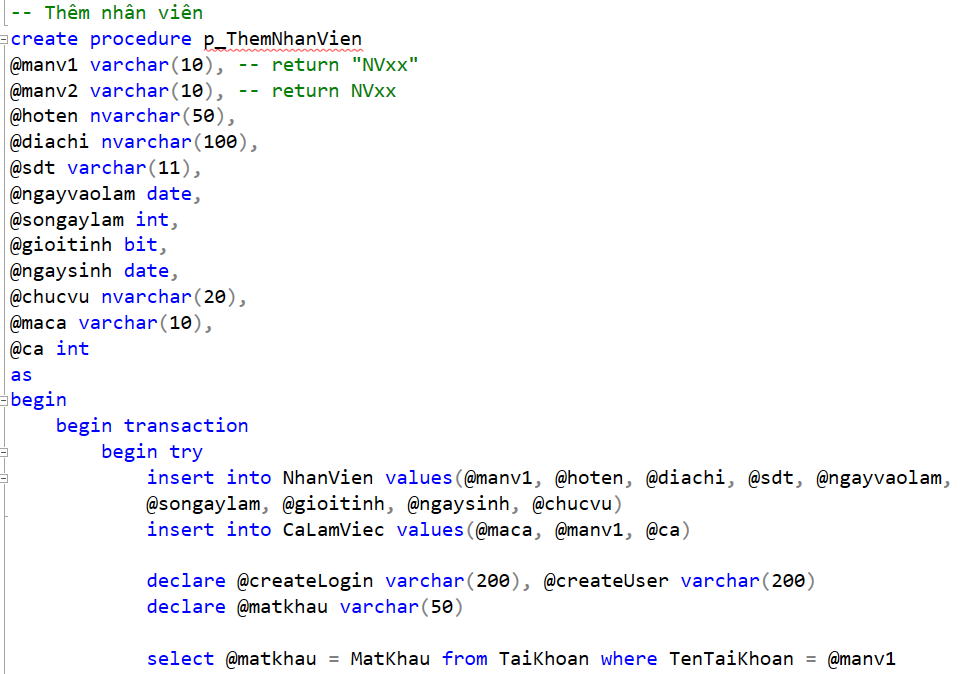 -- Thêm nhân viên
create procedure p_ThemNhanVien
@manv1 varchar(10), -- return "NVxx"
@manv2 varchar(10), -- return NVxx
@hoten nvarchar(50),
@diachi nvarchar(100),
@sdt varchar(11),
@ngayvaolam date,
@songaylam int,
@gioitinh bit,
@ngaysinh date,
@chucvu nvarchar(20),
@maca varchar(10),
@ca int
as
begin
    begin transaction
        begin try
            insert into NhanVien values(@manv1, @hoten, @diachi, @sdt, @ngayvaolam,
            @songaylam, @gioitinh, @ngaysinh, @chucvu)
            insert into CaLamViec values(@maca, @manv1, @ca)
            declare @createLogin varchar(200), @createUser varchar(200)
            declare @matkhau varchar(50)
            select @matkhau = MatKhau from TaiKhoan where TenTaiKhoan = @manv1